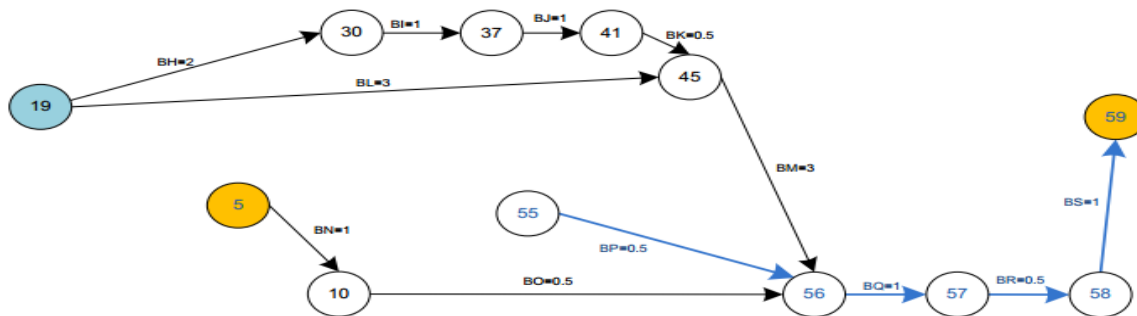 30
BI=1
37
BJ=1
41
BK=0.5
BH=2
45
19
BL=3
59
BM=3
5
55
BS=1
BN=1
BP=0.5
10
BO=0.5
56
BQ=1
57
BR=0.5
58